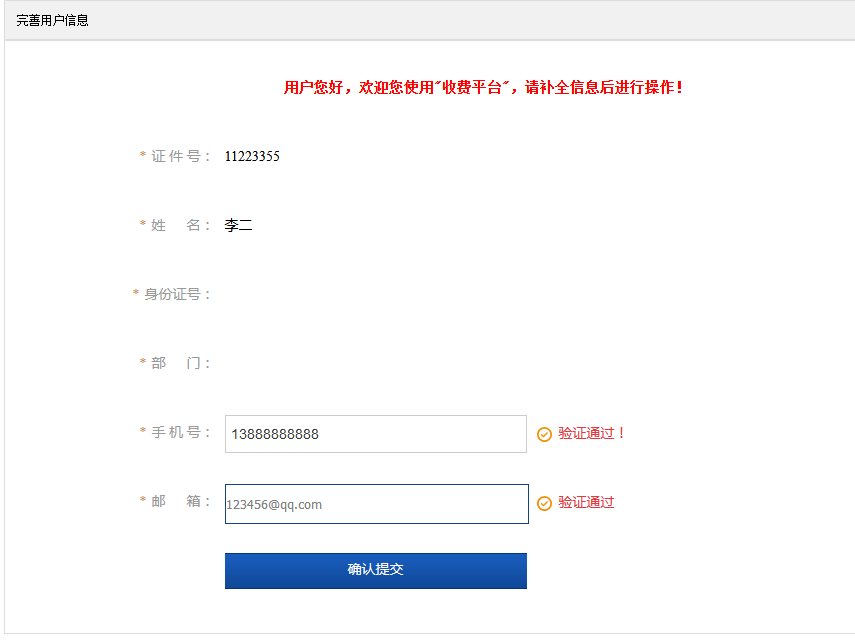 完善用户信息
用户您好，欢迎您使用"收费平台"，请补全信息后进行操作！
* 证 件 号： 11223355
* 姓 名： 李二
* 身份证号：
* 部 门：
* 手 机 号： 13888888888 验证通过！
* 邮 箱： 123456@qq.com 验证通过
确认提交